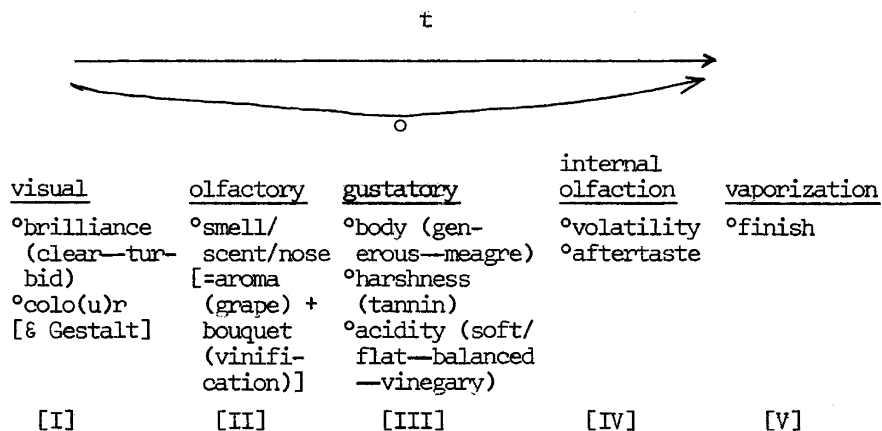 t
internal
visual olfactory gustatory olfaction vaporization
°brilliance °smell/ °body (gen- °volatility °finish
(clear—tur- scent/nose erous—meagre) °aftertaste
bid) [=aroma °harshness
°colo(u)r (grape) + (tannin)
[& Gestalt] bouquet °acidity (soft/
(vinifi- flat—balanced
cation)] —vinegary)
[I] [II] [III] [IV] [V]